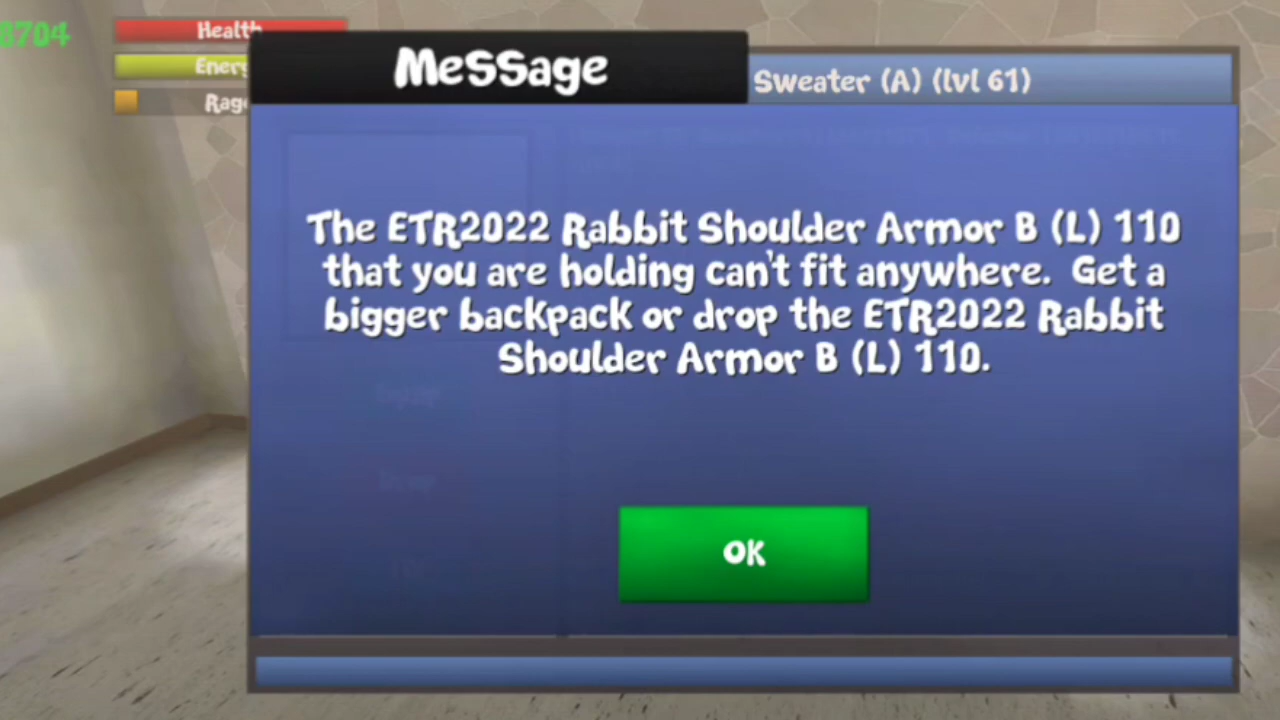 8704
Health
Energ
Rage
Message
Sweater (A) (lvl 61)
The ETR2022 Rabbit Shoulder Armor B (L) 110
that you are holding can't fit anywhere. Get a
bigger backpack or drop the ETR2022 Rabbit
Shoulder Armor B (L) 110.
OK